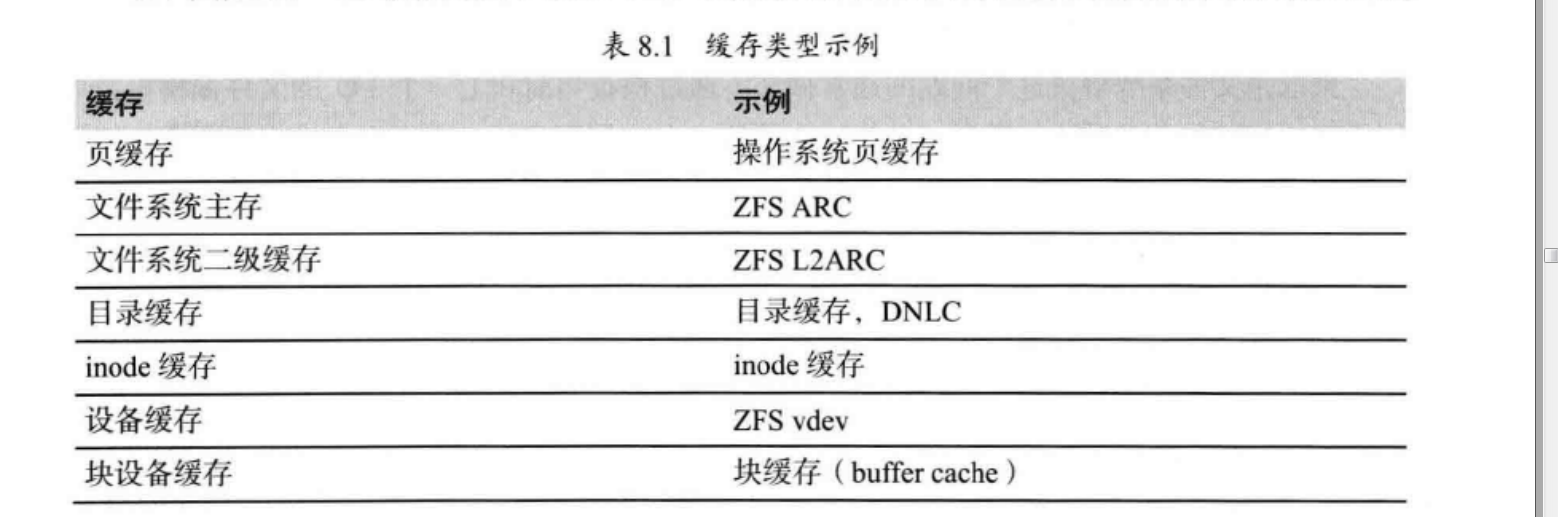 表 8.1 缓存类型示例
缓存 示例
页缓存 操作系统页缓存
文件系统主存 ZFS ARC
文件系统二级缓存 ZFS L2ARC
目录缓存 目录缓存，DNLC
inode 缓存 inode 缓存
设备缓存 ZFS vdev
块设备缓存 块缓存（buffer cache）